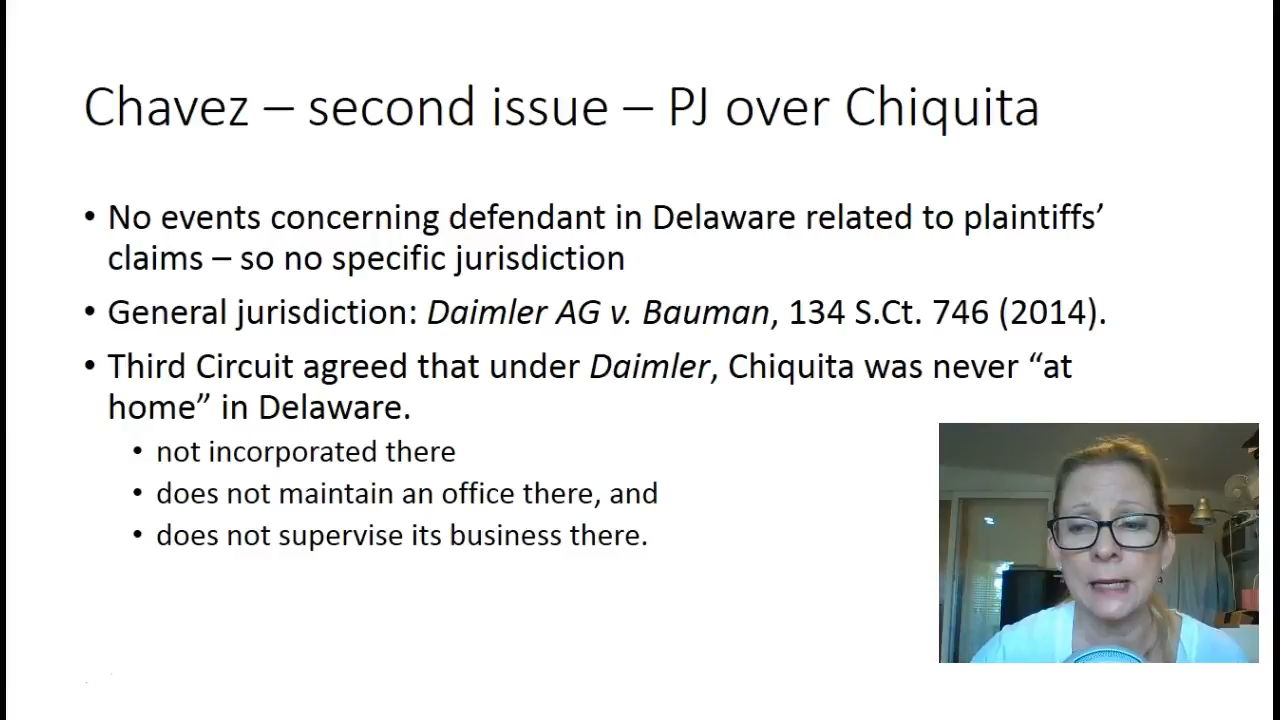 Chavez – second issue – PJ over Chiquita
• No events concerning defendant in Delaware related to plaintiffs’
claims – so no specific jurisdiction
• General jurisdiction: Daimler AG v. Bauman, 134 S.Ct. 746 (2014).
• Third Circuit agreed that under Daimler, Chiquita was never “at
home” in Delaware.
• not incorporated there
• does not maintain an office there, and
• does not supervise its business there.